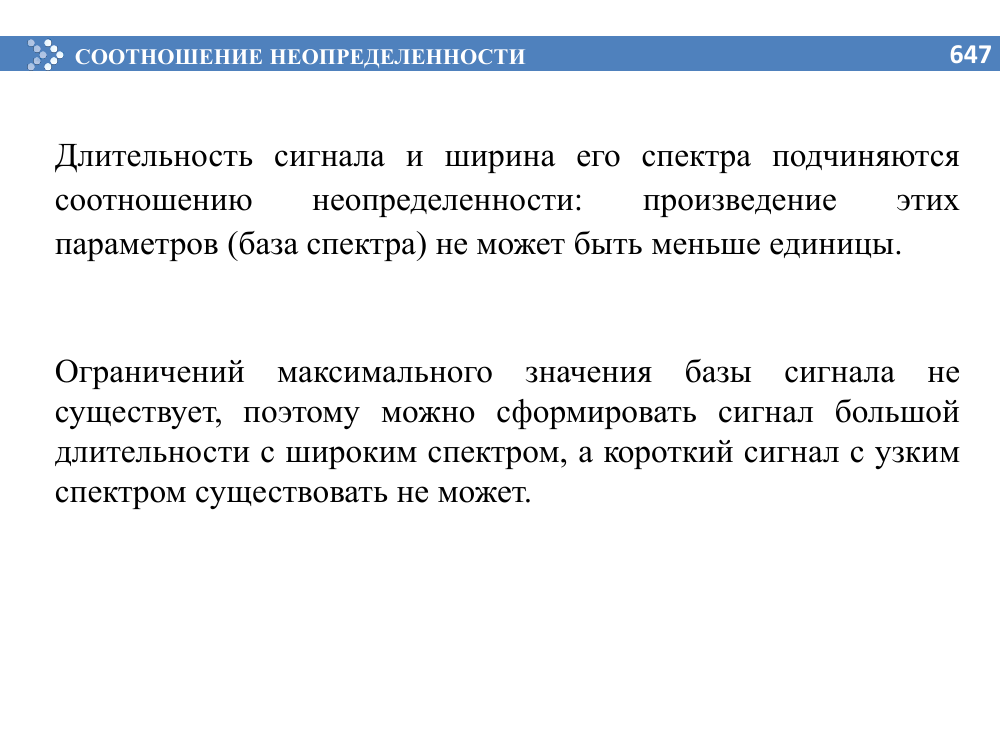 СООТНОШЕНИЕ НЕОПРЕДЕЛЕННОСТИ
647
Длительность сигнала и ширина его спектра подчиняются
соотношению неопределенности: произведение этих
параметров (база спектра) не может быть меньше единицы.
Ограничений максимального значения базы сигнала не
существует, поэтому можно сформировать сигнал большой
длительности с широким спектром, а короткий сигнал с узким
спектром существовать не может.